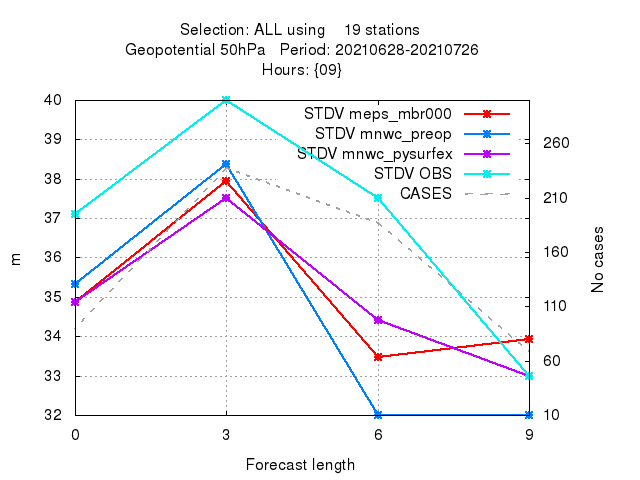 Selection: ALL using    19 stations
Geopotential 50hPa   Period: 20210628-20210726
Hours: {09}
STDV meps_mbr000
STDV mnwc_preop
STDV mnwc_pysurfex
STDV OBS
CASES
40
39
38
37
36
35
34
33
32
m
260
210
160
110
60
10
No cases
0 3 6 9
Forecast length